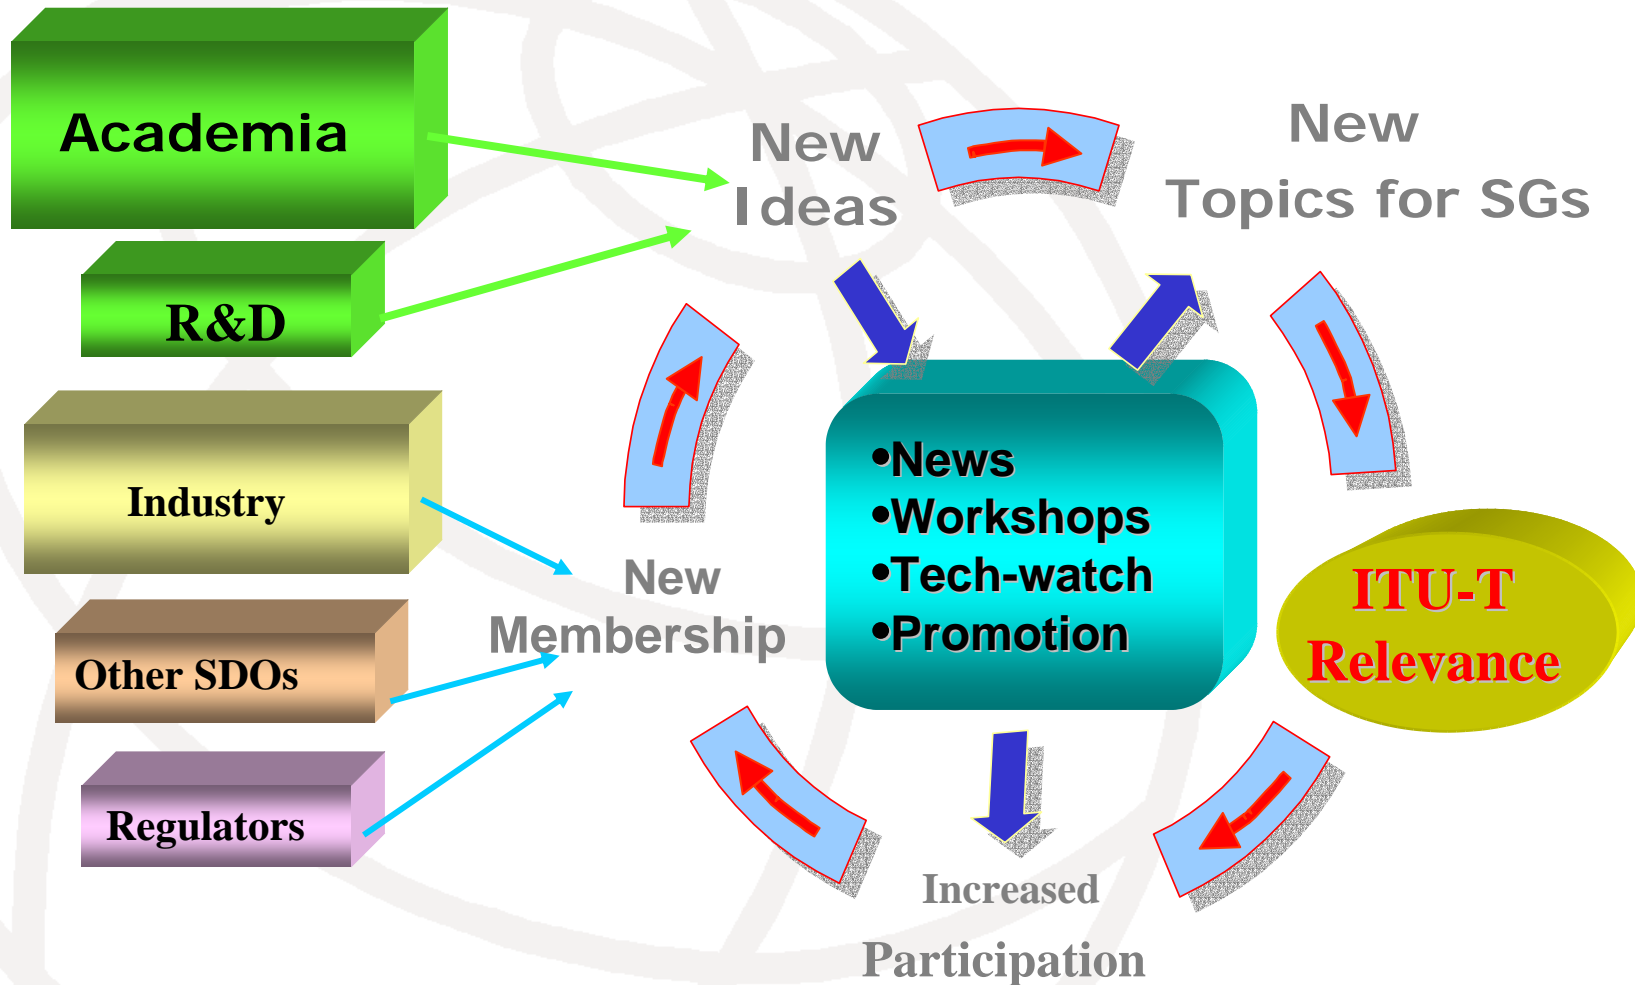 Academia
R&D
Industry
Other SDOs
Regulators
New
Ideas
New
Topics for SGs
New
Membership
•News
•Workshops
•Tech-watch
•Promotion
ITU-T
Relevance
Increased
Participation